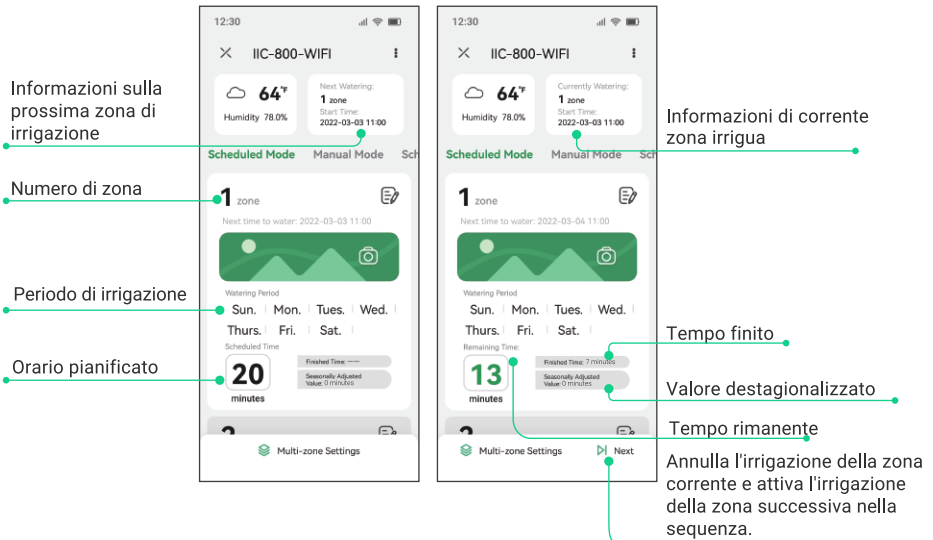 Informazioni sulla
prossima zona di
irrigazione
Numero di zona
Periodo di irrigazione
Orario pianificato
12:30
IIC-800-WIFI
64°F
Humidity 78.0%
Next Watering:
1 zone
Start Time:
2022-03-03 11:00
Scheduled Mode Manual Mode Sch
1 zone
Next time to water: 2022-03-03 11:00
Watering Period
Sun. Mon. Tues. Wed.
Thurs. Fri. Sat.
Scheduled Time
20
minutes
Finished Time: ——
Seasonally Adjusted
Value: 0 minutes
2
Multi-zone Settings
12:30
IIC-800-WIFI
64°F
Humidity 78.0%
Currently Watering:
1 zone
Start Time:
2022-03-03 11:00
Scheduled Mode Manual Mode Sch
1 zone
Next time to water: 2022-03-04 11:00
Watering Period
Sun. Mon. Tues. Wed.
Thurs. Fri. Sat.
Remaining Time:
13
minutes
Finished Time: 7 minutes
Seasonally Adjusted
Value: 0 minutes
2
Multi-zone Settings Next
Informazioni di corrente
zona irrigua
Tempo finito
Valore destagionalizzato
Tempo rimanente
Annulla l'irrigazione della zona
corrente e attiva l'irrigazione
della zona successiva nella
sequenza.